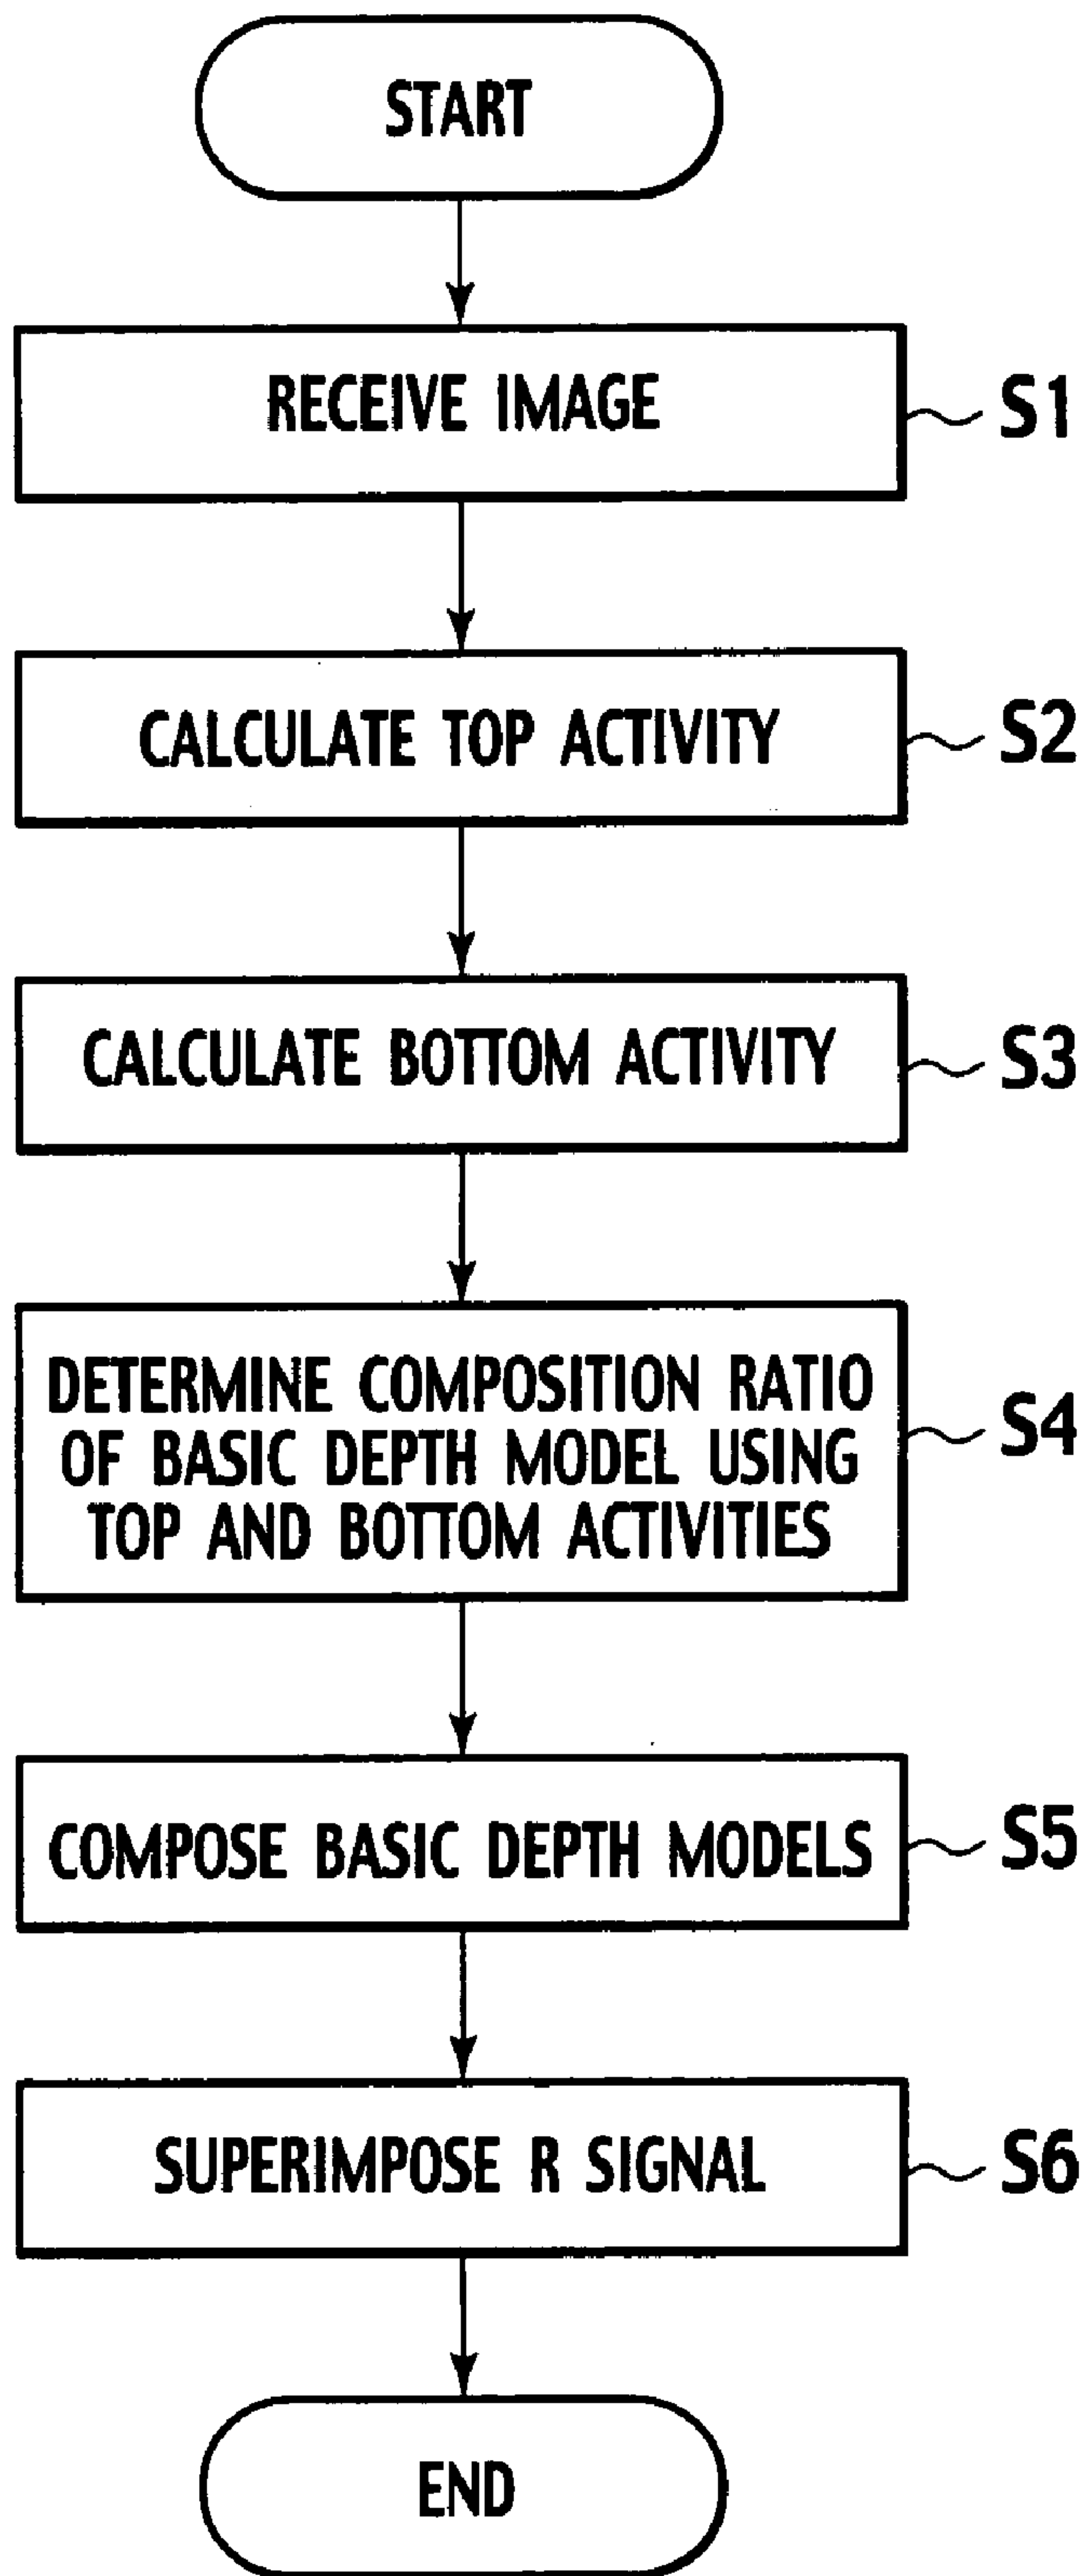 START
RECEIVE IMAGE
S1
CALCULATE TOP ACTIVITY
S2
CALCULATE BOTTOM ACTIVITY
S3
DETERMINE COMPOSITION RATIO
OF BASIC DEPTH MODEL USING
TOP AND BOTTOM ACTIVITIES
S4
COMPOSE BASIC DEPTH MODELS
S5
SUPERIMPOSE R SIGNAL
S6
END